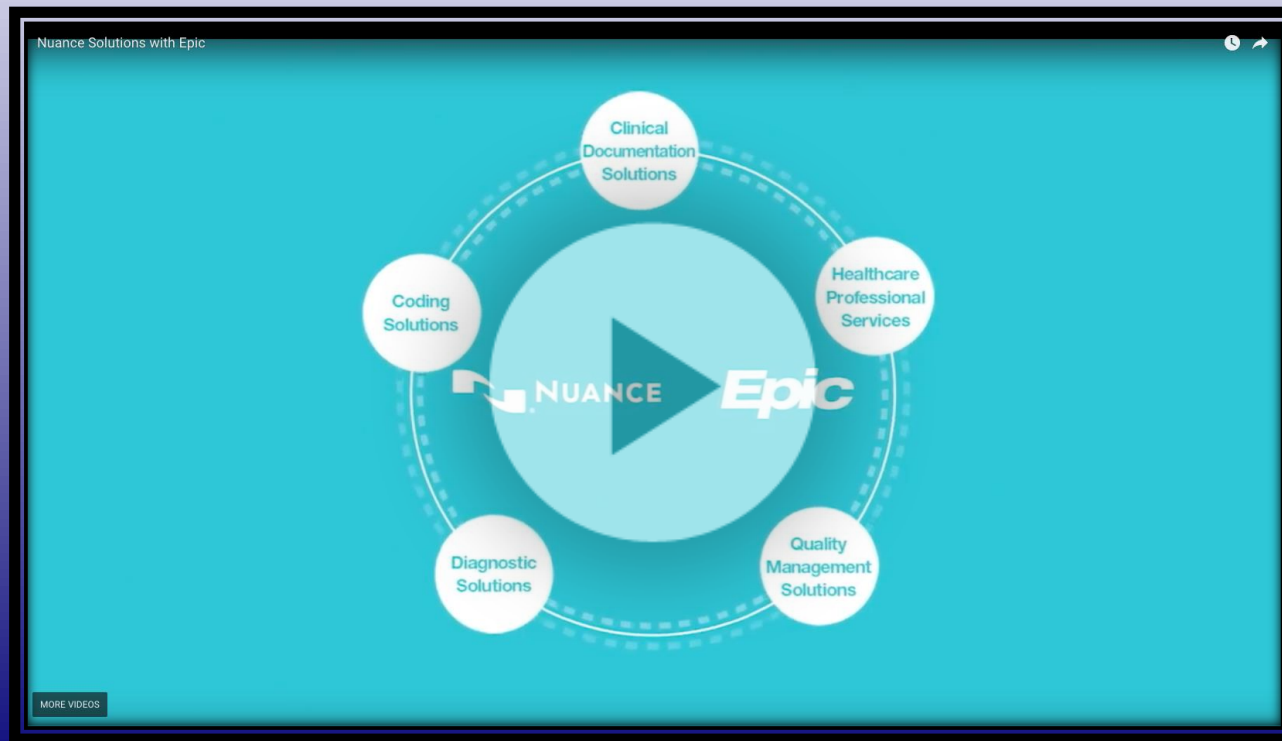 Nuance Solutions with Epic
Clinical
Documentation
Solutions
Healthcare
Professional
Services
Coding
Solutions
NUANCE
Epic
Diagnostic
Solutions
Quality
Management
Solutions
MORE VIDEOS